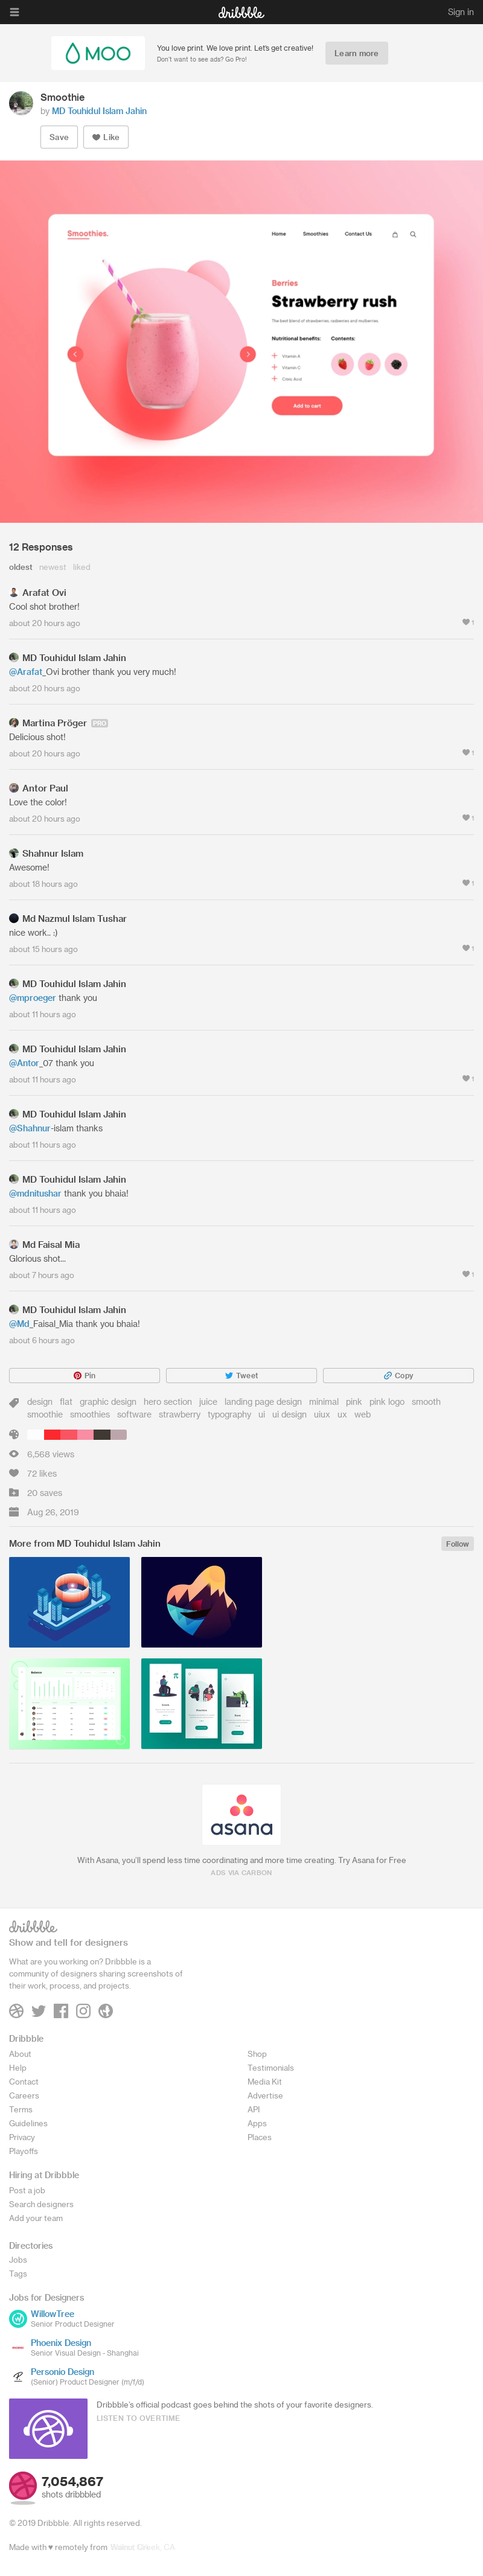 dribbble
Sign in
MOO
You love print. We love print. Let's get creative!
Don't want to see ads? Go Pro!
Learn more
Smoothie
by MD Touhidul Islam Jahin
Save
Like
Smoothies.
Home
Smoothies
Contact Us
Berries
Strawberry rush
The best blend of strawberries, rasberries and mulberries.
Nutritional benefits:
Contents:
Vitamin A
Vitamin C
Citric Acid
Add to cart
12 Responses
oldest newest liked
Arafat Ovi
Cool shot brother!
about 20 hours ago
1
MD Touhidul Islam Jahin
@Arafat_Ovi brother thank you very much!
about 20 hours ago
Martina Pröger PRO
Delicious shot!
about 20 hours ago
1
Antor Paul
Love the color!
about 20 hours ago
1
Shahnur Islam
Awesome!
about 18 hours ago
1
Md Nazmul Islam Tushar
nice work.. :)
about 15 hours ago
1
MD Touhidul Islam Jahin
@mproeger thank you
about 11 hours ago
MD Touhidul Islam Jahin
@Antor_07 thank you
about 11 hours ago
1
MD Touhidul Islam Jahin
@Shahnur-islam thanks
about 11 hours ago
MD Touhidul Islam Jahin
@mdnitushar thank you bhaia!
about 11 hours ago
Md Faisal Mia
Glorious shot...
about 7 hours ago
1
MD Touhidul Islam Jahin
@Md_Faisal_Mia thank you bhaia!
about 6 hours ago
Pin
Tweet
Copy
design flat graphic design hero section juice landing page design minimal pink pink logo smooth
smoothie smoothies software strawberry typography ui ui design uiux ux web
6,568 views
72 likes
20 saves
Aug 26, 2019
More from MD Touhidul Islam Jahin
Follow
asana
With Asana, you'll spend less time coordinating and more time creating. Try Asana for Free
ADS VIA CARBON
dribbble
Show and tell for designers
What are you working on? Dribbble is a
community of designers sharing screenshots of
their work, process, and projects.
Dribbble
About
Help
Contact
Careers
Terms
Guidelines
Privacy
Playoffs
Shop
Testimonials
Media Kit
Advertise
API
Apps
Places
Hiring at Dribbble
Post a job
Search designers
Add your team
Directories
Jobs
Tags
Jobs for Designers
WillowTree
Senior Product Designer
Phoenix Design
Senior Visual Design - Shanghai
Personio Design
(Senior) Product Designer (m/f/d)
Dribbble's official podcast goes behind the shots of your favorite designers.
LISTEN TO OVERTIME
7,054,867
shots dribbbled
© 2019 Dribbble. All rights reserved.
Made with ♥ remotely from